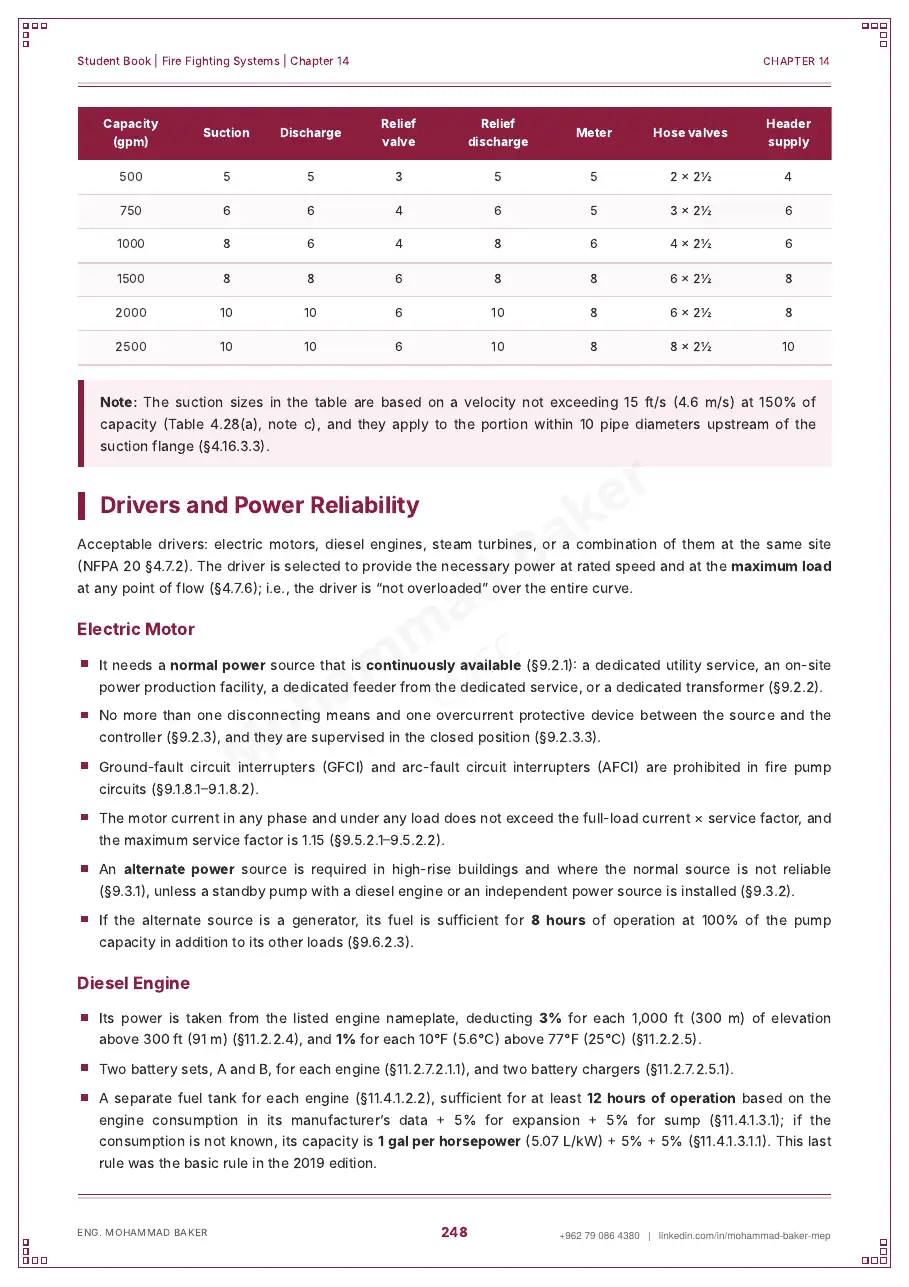 Student Book | Fire Fighting Systems | Chapter 14
CHAPTER 14
Capacity (gpm) Suction Discharge Relief valve Relief discharge Meter Hose valves Header supply
500 5 5 3 5 5 2 × 2½ 4
750 6 6 4 6 5 3 × 2½ 6
1000 8 6 4 8 6 4 × 2½ 6
1500 8 8 6 8 8 6 × 2½ 8
2000 10 10 6 10 8 6 × 2½ 8
2500 10 10 6 10 8 8 × 2½ 10
Note: The suction sizes in the table are based on a velocity not exceeding 15 ft/s (4.6 m/s) at 150% of
capacity (Table 4.28(a), note c), and they apply to the portion within 10 pipe diameters upstream of the
suction flange (§4.16.3.3).
Drivers and Power Reliability
Acceptable drivers: electric motors, diesel engines, steam turbines, or a combination of them at the same site
(NFPA 20 §4.7.2). The driver is selected to provide the necessary power at rated speed and at the maximum load
at any point of flow (§4.7.6); i.e., the driver is “not overloaded” over the entire curve.
Electric Motor
It needs a normal power source that is continuously available (§9.2.1): a dedicated utility service, an on-site
power production facility, a dedicated feeder from the dedicated service, or a dedicated transformer (§9.2.2).
No more than one disconnecting means and one overcurrent protective device between the source and the
controller (§9.2.3), and they are supervised in the closed position (§9.2.3.3).
Ground-fault circuit interrupters (GFCI) and arc-fault circuit interrupters (AFCI) are prohibited in fire pump
circuits (§9.1.8.1–9.1.8.2).
The motor current in any phase and under any load does not exceed the full-load current × service factor, and
the maximum service factor is 1.15 (§9.5.2.1–9.5.2.2).
An alternate power source is required in high-rise buildings and where the normal source is not reliable
(§9.3.1), unless a standby pump with a diesel engine or an independent power source is installed (§9.3.2).
If the alternate source is a generator, its fuel is sufficient for 8 hours of operation at 100% of the pump
capacity in addition to its other loads (§9.6.2.3).
Diesel Engine
Its power is taken from the listed engine nameplate, deducting 3% for each 1,000 ft (300 m) of elevation
above 300 ft (91 m) (§11.2.2.4), and 1% for each 10°F (5.6°C) above 77°F (25°C) (§11.2.2.5).
Two battery sets, A and B, for each engine (§11.2.7.2.1.1), and two battery chargers (§11.2.7.2.5.1).
A separate fuel tank for each engine (§11.4.1.2.2), sufficient for at least 12 hours of operation based on the
engine consumption in its manufacturer’s data + 5% for expansion + 5% for sump (§11.4.1.3.1); if the
consumption is not known, its capacity is 1 gal per horsepower (5.07 L/kW) + 5% + 5% (§11.4.1.3.1.1). This last
rule was the basic rule in the 2019 edition.
ENG. MOHAMMAD BAKER
248
+962 79 086 4380 | linkedin.com/in/mohammad-baker-mep
Mohammad Baker